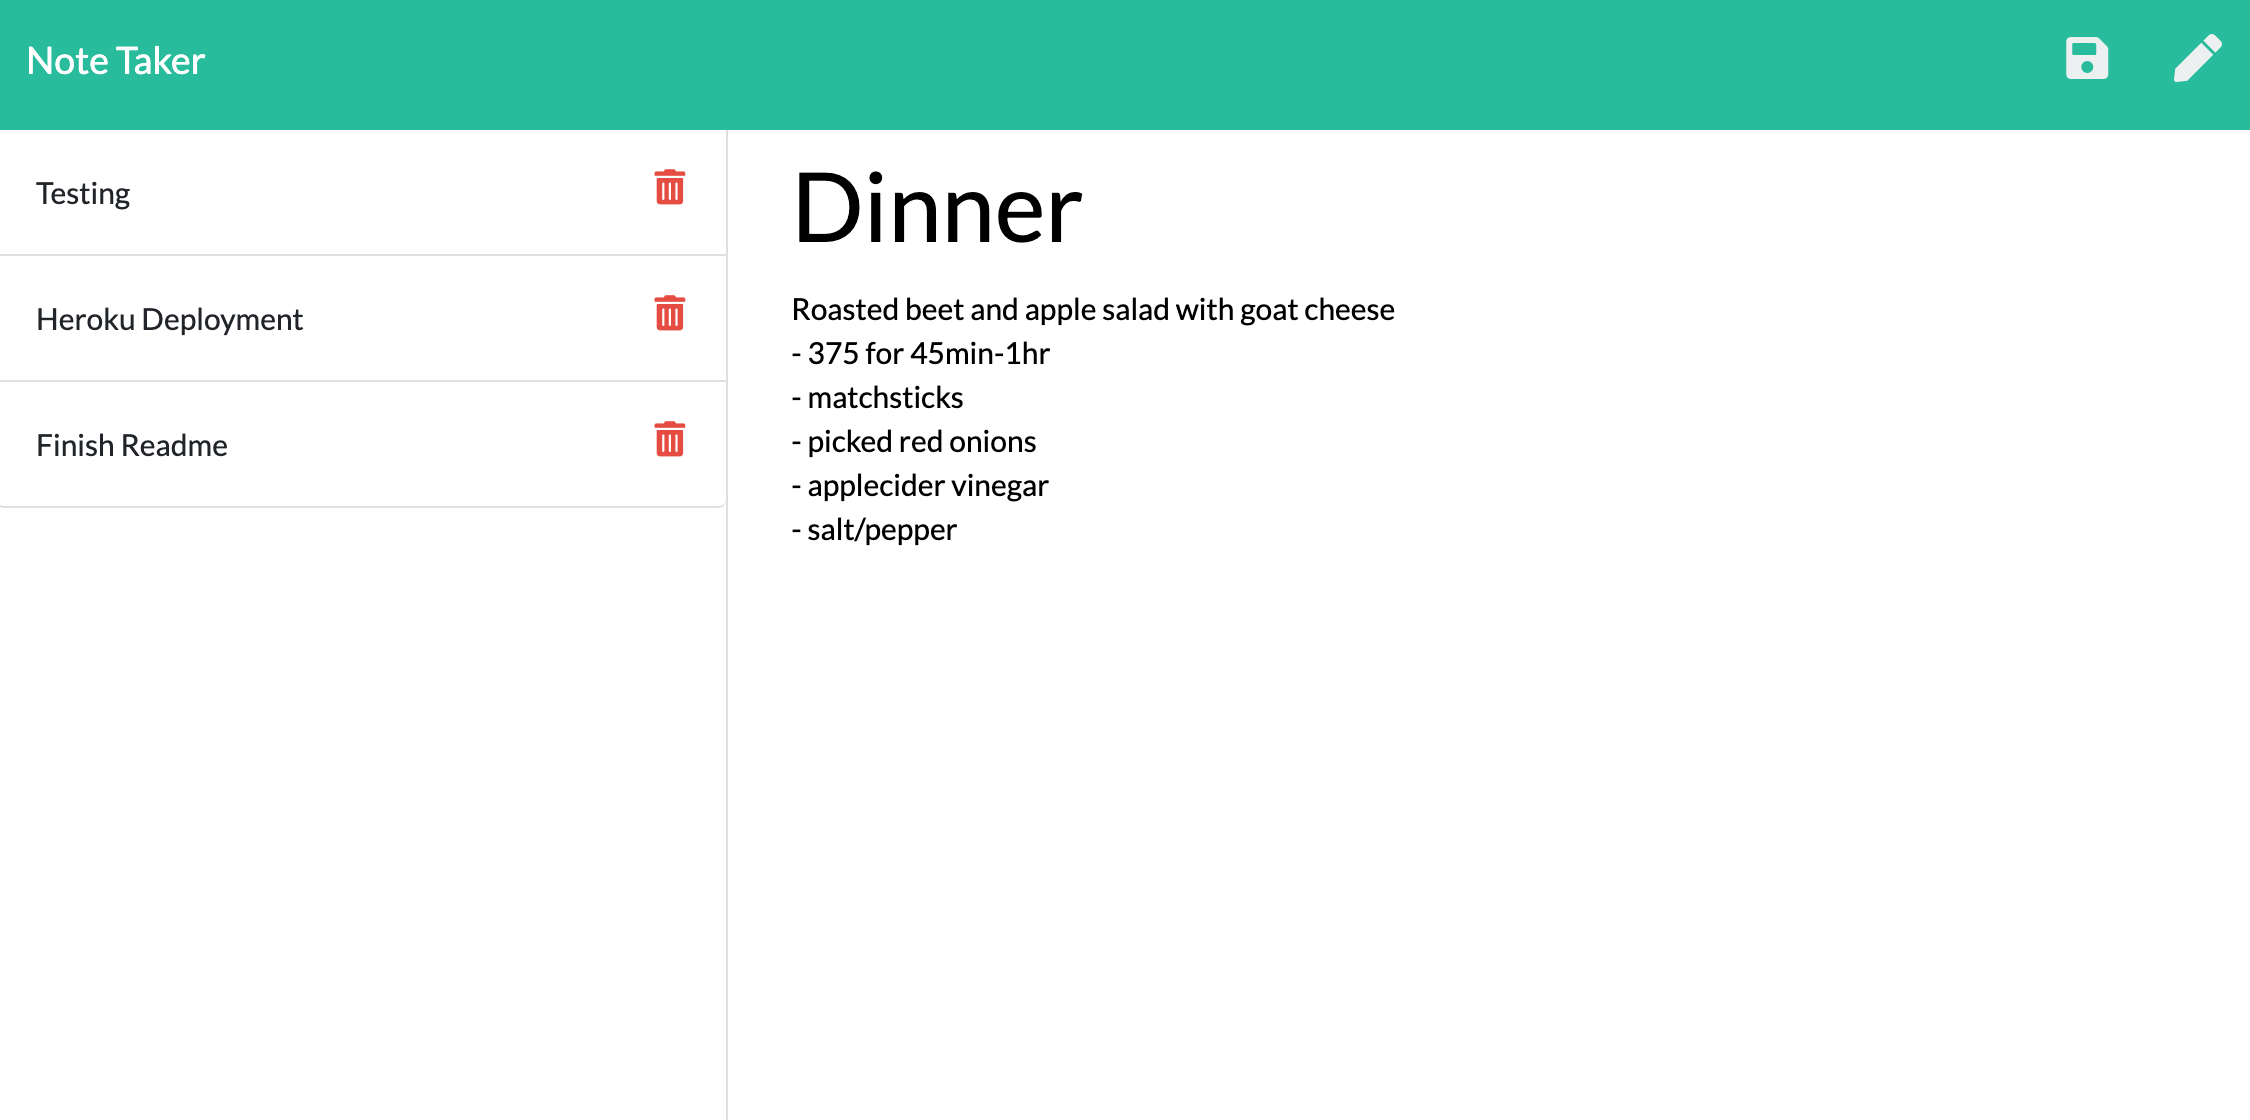 Note Taker
Testing
Heroku Deployment
Finish Readme
Dinner
Roasted beet and apple salad with goat cheese
- 375 for 45min-1hr
- matchsticks
- picked red onions
- applecider vinegar
- salt/pepper